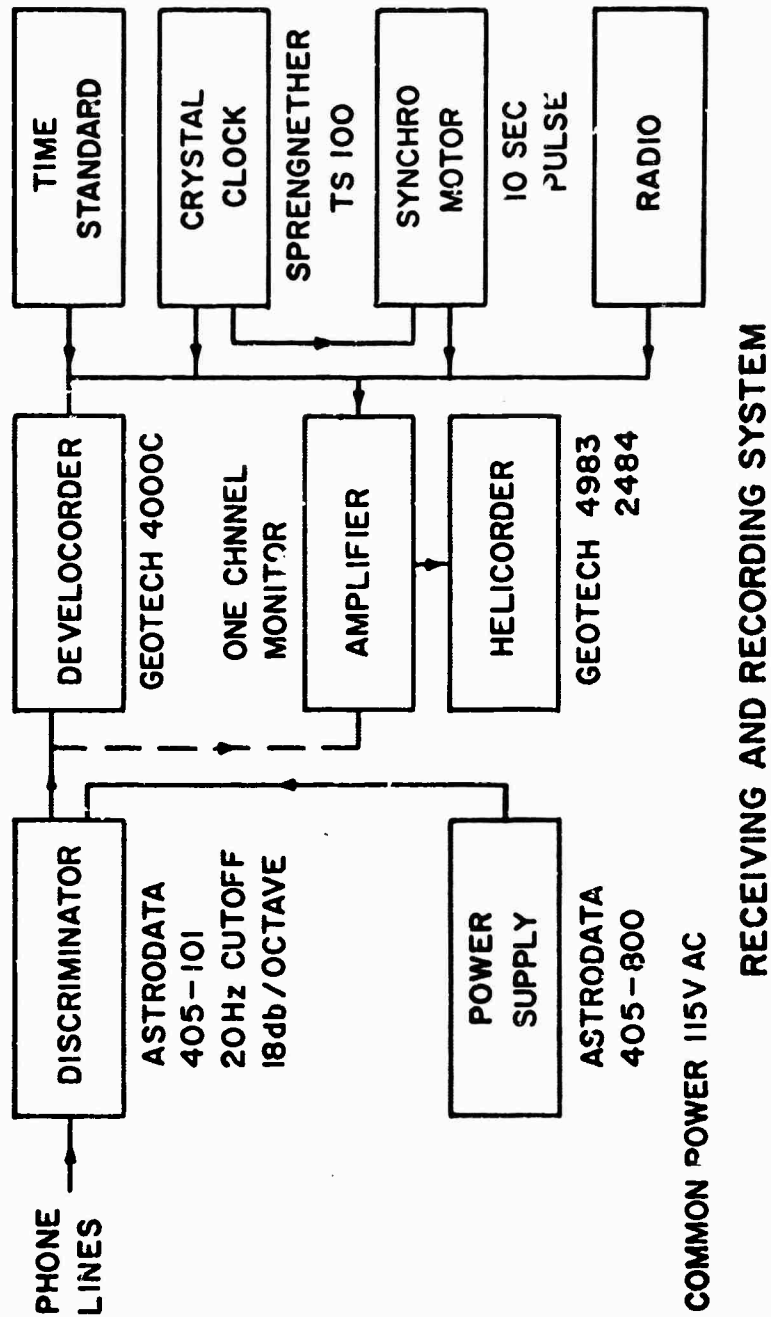 PHONE
LINES
DISCRIMINATOR
ASTRODATA
405-101
20Hz CUTOFF
18db/OCTAVE
POWER
SUPPLY
ASTRODATA
405-800
DEVELOCORDER
GEOTECH 4000C
ONE CHNNEL
MONITOR
AMPLIFIER
HELICORDER
GEOTECH 4983
2484
TIME
STANDARD
CRYSTAL
CLOCK
SPRENGNETHER
TS 100
SYNCHRO
MOTOR
10 SEC
PULSE
RADIO
COMMON POWER 115V AC
RECEIVING AND RECORDING SYSTEM